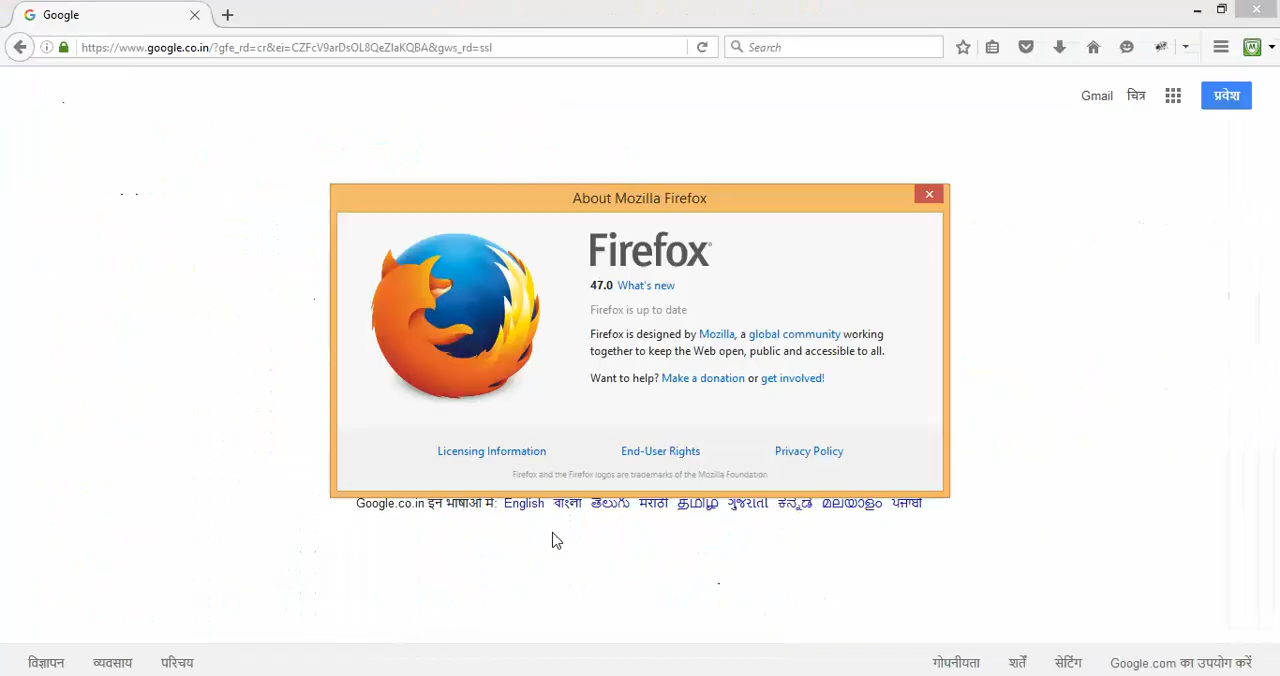 Google
https://www.google.co.in/?gfe_rd=cr&ei=CZFcV9arDsOL8QeZlaKQBA&gws_rd=ssl
Search
Gmail चित्र प्रवेश
About Mozilla Firefox
Firefox
47.0 What's new
Firefox is up to date
Firefox is designed by Mozilla, a global community working
together to keep the Web open, public and accessible to all.
Want to help? Make a donation or get involved!
Licensing Information End-User Rights Privacy Policy
Firefox and the Firefox logos are trademarks of the Mozilla Foundation.
Google.co.in इन भाषाओं में: English বাংলা తెలుగు मराठी தமிழ் ગુજરાતી ಕನ್ನಡ മലയാളം ਪੰਜਾਬੀ
विज्ञापन व्यवसाय परिचय गोपनीयता शर्तें सेटिंग Google.com का उपयोग करें